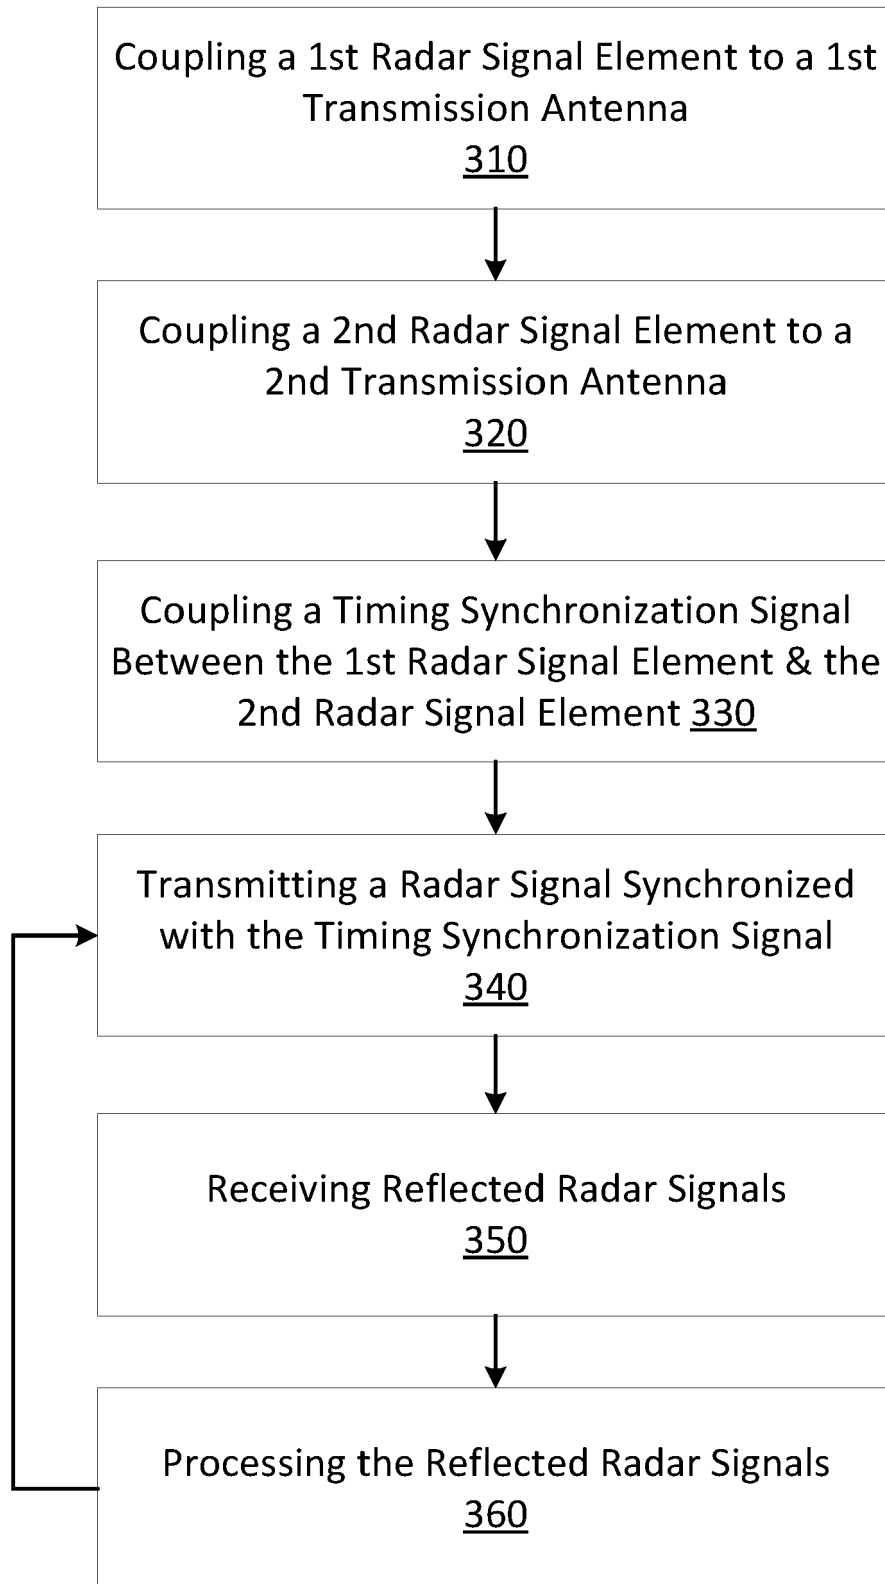 Coupling a 1st Radar Signal Element to a 1st
Transmission Antenna
310
Coupling a 2nd Radar Signal Element to a
2nd Transmission Antenna
320
Coupling a Timing Synchronization Signal
Between the 1st Radar Signal Element & the
2nd Radar Signal Element 330
Transmitting a Radar Signal Synchronized
with the Timing Synchronization Signal
340
Receiving Reflected Radar Signals
350
Processing the Reflected Radar Signals
360